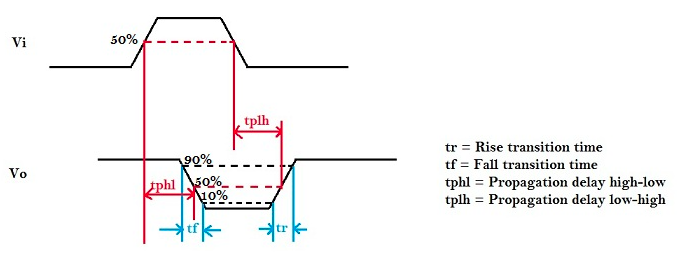 Vi
50%
tplh
Vo
90%
tphl
50%
10%
tf
tr
tr = Rise transition time
tf = Fall transition time
tphl = Propagation delay high-low
tplh = Propagation delay low-high